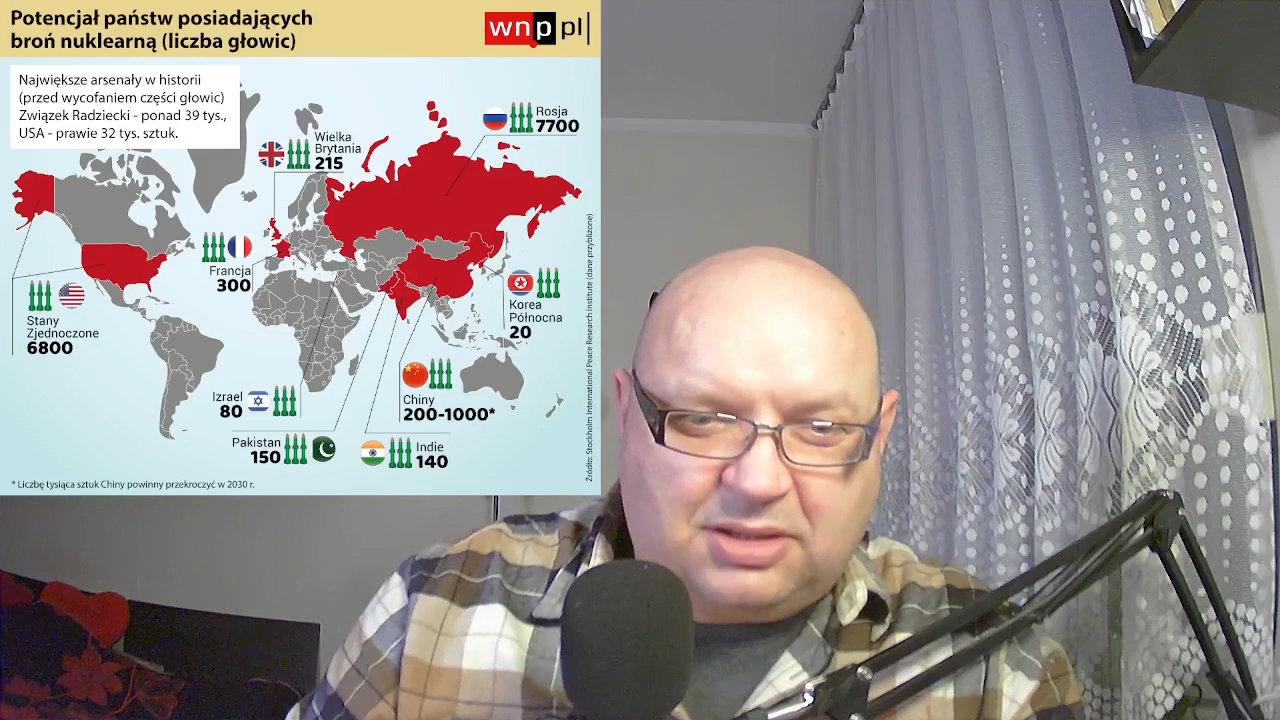 Potencjał państw posiadających
broń nuklearną (liczba głowic)
wnp.pl
Największe arsenały w historii
(przed wycofaniem części głowic)
Związek Radziecki - ponad 39 tys.,
USA - prawie 32 tys. sztuk.
Rosja
7700
Wielka
Brytania
215
Francja
300
Stany
Zjednoczone
6800
Korea
Północna
20
Izrael
80
Chiny
200-1000*
Pakistan
150
Indie
140
* Liczbę tysiąca sztuk Chiny powinny przekroczyć w 2030 r.
Źródło: Stockholm International Peace Research Institute (dane przybliżone)